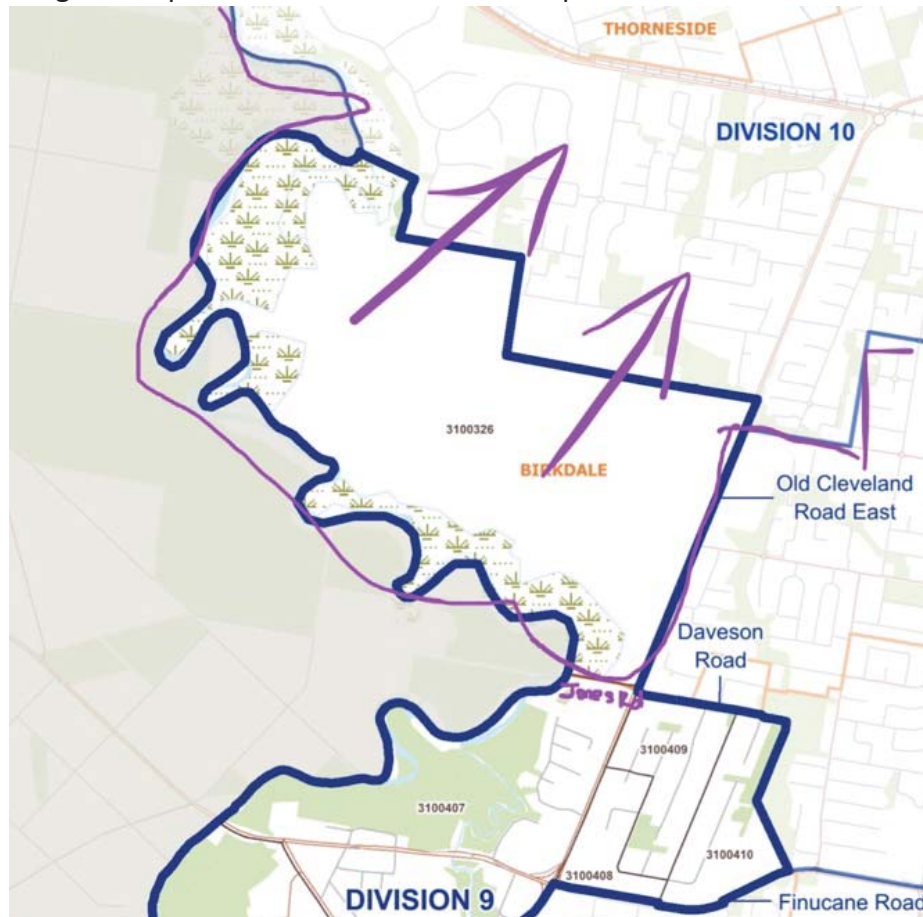 THORNESIDE
DIVISION 10
3100326
BIRKDALE
Old Cleveland
Road East
Daveson
Road
Jones Rd
3100409
3100407
3100410
3100408
DIVISION 9
Finucane Road